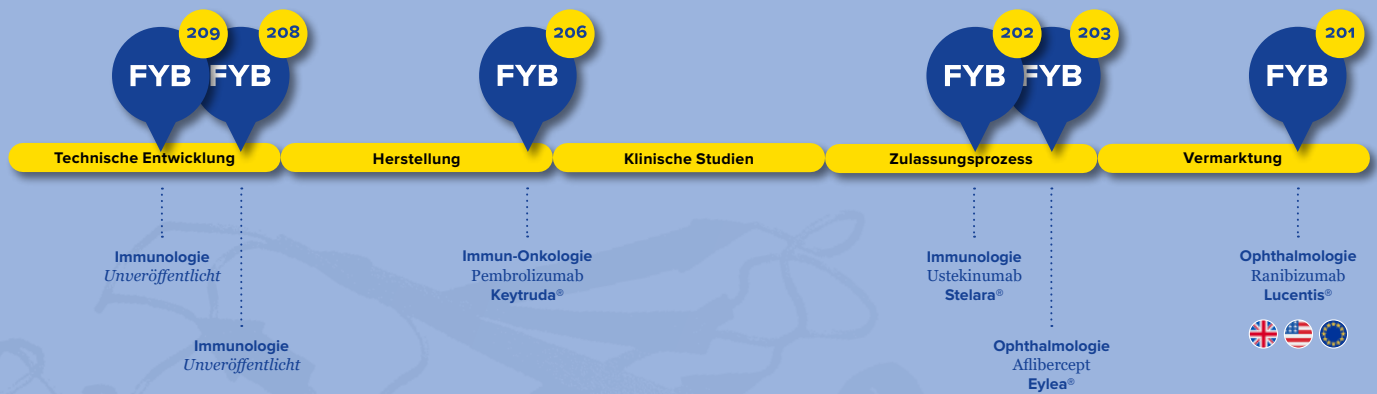 209
FYB
208
FYB
206
FYB
202
FYB
203
FYB
201
FYB
Technische Entwicklung
Herstellung
Klinische Studien
Zulassungsprozess
Vermarktung
Immunologie
Unveröffentlicht
Immunologie
Unveröffentlicht
Immun-Onkologie
Pembrolizumab
Keytruda®
Immunologie
Ustekinumab
Stelara®
Ophthalmologie
Aflibercept
Eylea®
Ophthalmologie
Ranibizumab
Lucentis®